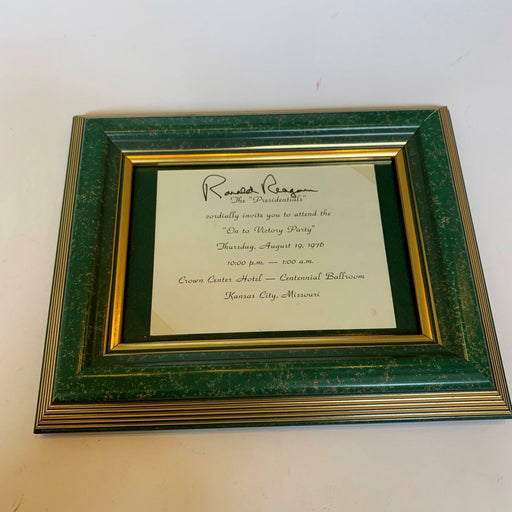 Ronald Reagan
The "Presidentials"
cordially invite you to attend the
"On to Victory Party"
Thursday, August 19, 1976
10:00 p.m. — 1:00 a.m.
Crown Center Hotel — Centennial Ballroom
Kansas City, Missouri